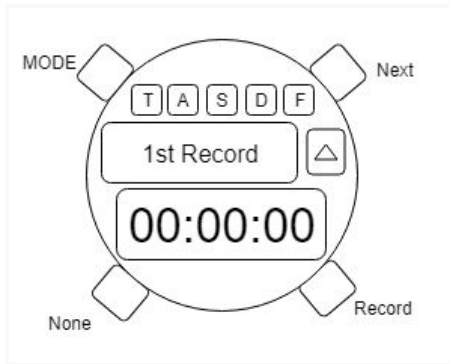 MODE
Next
T A S D F
1st Record
00:00:00
None
Record